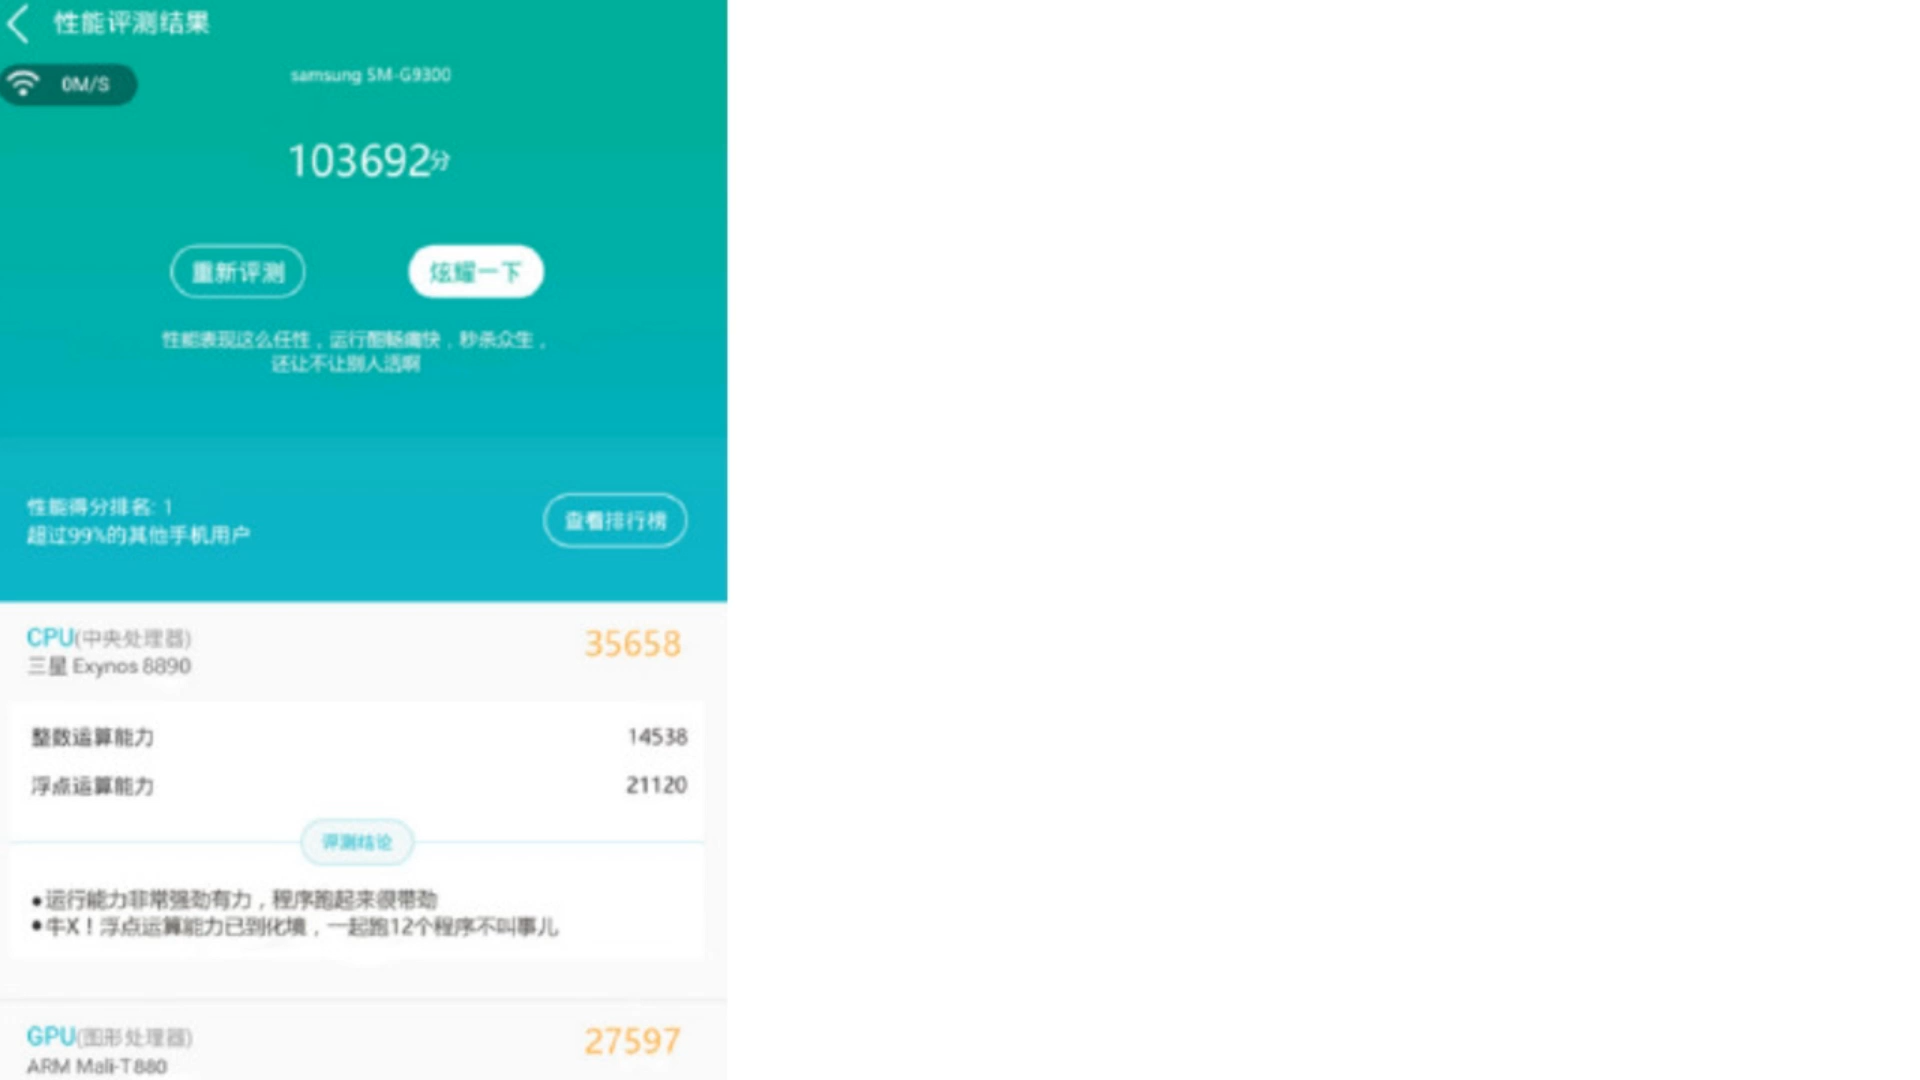 性能评测结果
0M/S
samsung SM-G9300
103692分
重新评测
炫耀一下
性能表现这么任性，运行酣畅痛快，秒杀众生，
还让不让别人活啊
性能得分排名: 1
超过99%的其他手机用户
查看排行榜
CPU(中央处理器)
35658
三星 Exynos 8890
整数运算能力
14538
浮点运算能力
21120
评测结论
●运行能力非常强劲有力，程序跑起来很带劲
●牛X！浮点运算能力已到化境，一起跑12个程序不叫事儿
GPU(图形处理器)
27597
ARM Mali-T880